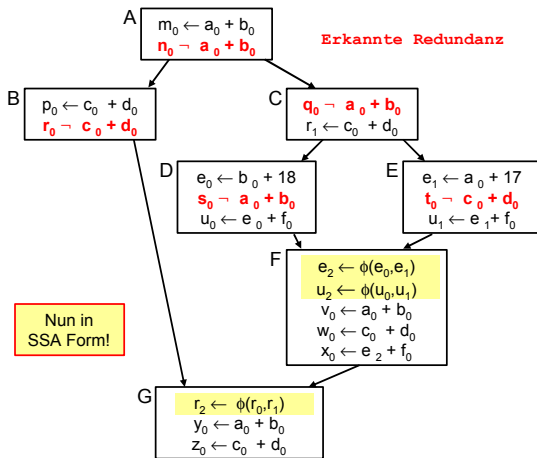 A
m₀ ← a₀ + b₀
n₀ ¬ a₀ + b₀
Erkannte Redundanz
B
p₀ ← c₀ + d₀
r₀ ¬ c₀ + d₀
C
q₀ ¬ a₀ + b₀
r₁ ← c₀ + d₀
D
e₀ ← b₀ + 18
s₀ ¬ a₀ + b₀
u₀ ← e₀ + f₀
E
e₁ ← a₀ + 17
t₀ ¬ c₀ + d₀
u₁ ← e₁ + f₀
F
e₂ ← ϕ(e₀,e₁)
u₂ ← ϕ(u₀,u₁)
v₀ ← a₀ + b₀
w₀ ← c₀ + d₀
x₀ ← e₂ + f₀
Nun in
SSA Form!
G
r₂ ← ϕ(r₀,r₁)
y₀ ← a₀ + b₀
z₀ ← c₀ + d₀